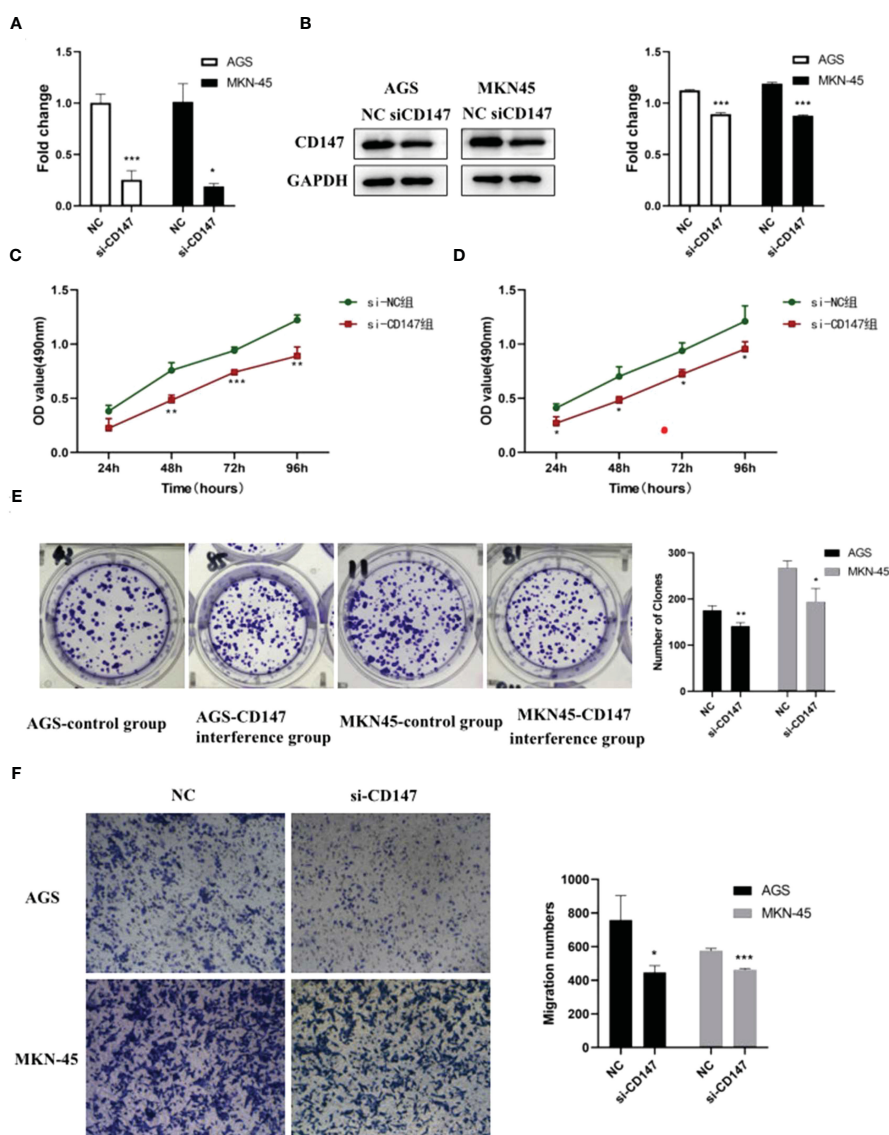 A
Fold change
1.5
1.0
0.5
0.0
AGS
MKN-45
***
*
NC
si-CD147
NC
si-CD147
B
AGS
MKN45
NC siCD147
NC siCD147
CD147
GAPDH
Fold change
1.5
1.0
0.5
0.0
AGS
MKN-45
***
***
NC
si-CD147
NC
si-CD147
C
OD value(490nm)
1.5
1.0
0.5
0.0
si-NC组
si-CD147组
**
***
**
24h
48h
72h
96h
Time(hours)
D
OD value(490nm)
1.5
1.0
0.5
0.0
si-NC组
si-CD147组
*
*
*
*
24h
48h
72h
96h
Time(hours)
E
85
11
81
AGS-control group
AGS-CD147
interference group
MKN45-control group
MKN45-CD147
interference group
Number of Clones
300
200
100
0
AGS
MKN-45
**
*
NC
si-CD147
NC
si-CD147
F
NC
si-CD147
AGS
MKN-45
Migration numbers
1000
800
600
400
200
0
AGS
MKN-45
*
***
NC
si-CD147
NC
si-CD147